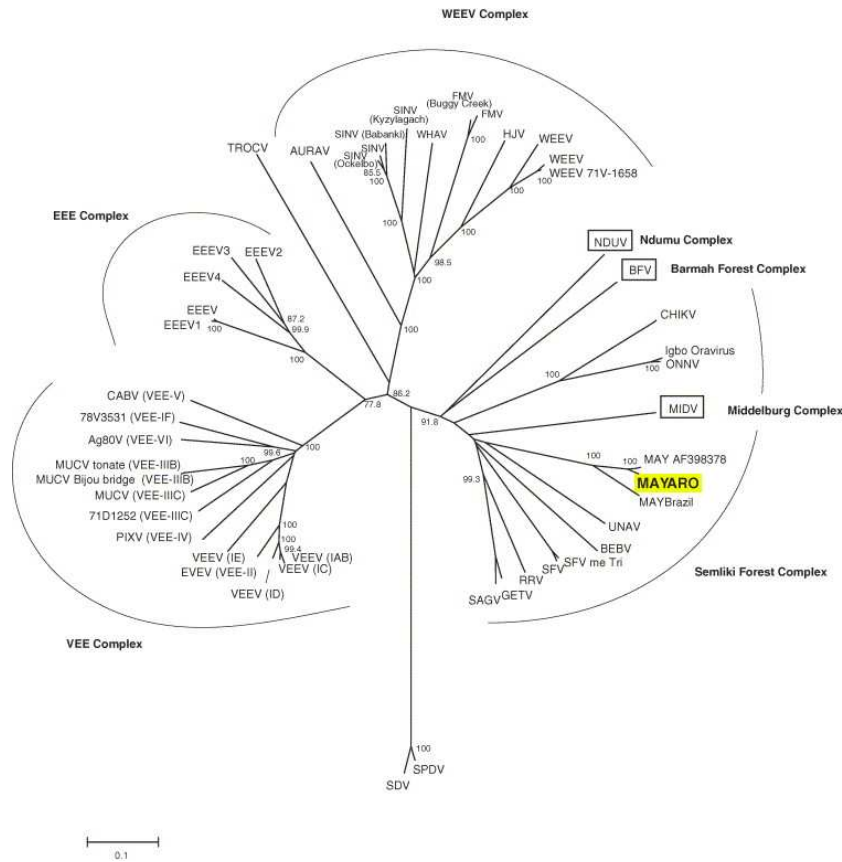 WEEV Complex
FMV
(Buggy Creek)
SINV
(Kyzylagach)
FMV
SINV (Babanki)
WHAV
HJV
WEEV
100
TROCV
AURAV
SINV
SINV
(Ockelbo)
85.5
100
WEEV
WEEV 71V-1658
100
100
EEE Complex
100
100
98.5
100
NDUV
Ndumu Complex
EEEV3
EEEV2
BFV
Barmah Forest Complex
EEEV4
EEEV
EEEV1
100
87.2
99.9
100
CHIKV
100
Igbo Oravirus
ONNV
100
100
CABV (VEE-V)
77.8
86.2
91.8
MIDV
Middelburg Complex
78V3531 (VEE-IF)
Ag80V (VEE-VI)
99.6
100
100
MUCV tonate (VEE-IIIB)
MUCV Bijou bridge (VEE-IIIB)
MUCV (VEE-IIIC)
71D1252 (VEE-IIIC)
PIXV (VEE-IV)
100
100
MAY AF398378
MAYARO
MAYBrazil
99.3
UNAV
100
100
99.4
VEEV (IE)
VEEV (IAB)
EVEV (VEE-II)
VEEV (IC)
VEEV (ID)
BEBV
SFV me Tri
SFV
RRV
GETV
SAGV
Semliki Forest Complex
VEE Complex
100
SPDV
SDV
0.1